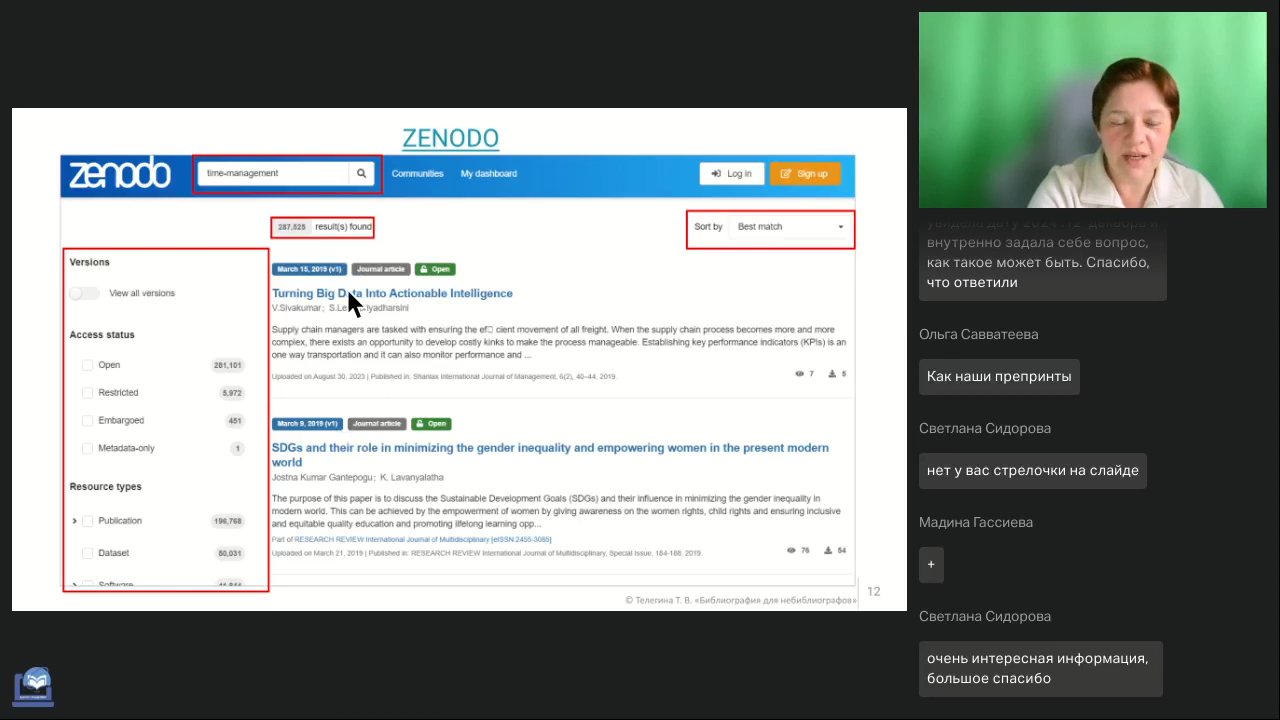 ZENODO
zenodo
time-management
Communities
My dashboard
Log in
Sign up
287,525 result(s) found
Sort by Best match
Versions
View all versions
Access status
Open 281,101
Restricted 5,972
Embargoed 451
Metadata-only 1
Resource types
Publication 196,768
Dataset 50,031
Software
March 15, 2019 (v1) Journal article Open
Turning Big Data Into Actionable Intelligence
V.Sivakumar;
Supply chain managers are tasked with ensuring the ef□ cient movement of all freight. When the supply chain process becomes more and more
complex, there exists an opportunity to develop costly kinks to make the process manageable. Establishing key performance indicators (KPIs) is an
one way transportation and it can also monitor performance and ...
Uploaded on August 30, 2023 | Published in: Shanlax International Journal of Management, 6(2), 40–44, 2019.
7 8
March 9, 2019 (v1) Journal article Open
SDGs and their role in minimizing the gender inequality and empowering women in the present modern
world
Jostna Kumar Gantepogu; K. Lavanyalatha
The purpose of this paper is to discuss the Sustainable Development Goals (SDGs) and their influence in minimizing the gender inequality in
modern world. This can be achieved by the empowerment of women by giving awareness on the women rights, child rights and ensuring inclusive
and equitable quality education and promoting lifelong learning opp...
Part of RESEARCH REVIEW International Journal of Multidisciplinary [eISSN:2455-3085]
Uploaded on March 21, 2019 | Published in: RESEARCH REVIEW International Journal of Multidisciplinary, Special Issue, 184-188, 2019.
76 54
© Телегина Т. В. «Библиография для небиблиографов»
12
увидела дату 2024 12 декабря и
внутренно задала себе вопрос,
как такое может быть. Спасибо,
что ответили
Ольга Савватеева
Как наши препринты
Светлана Сидорова
нет у вас стрелочки на слайде
Мадина Гассиева
+
Светлана Сидорова
очень интересная информация,
большое спасибо